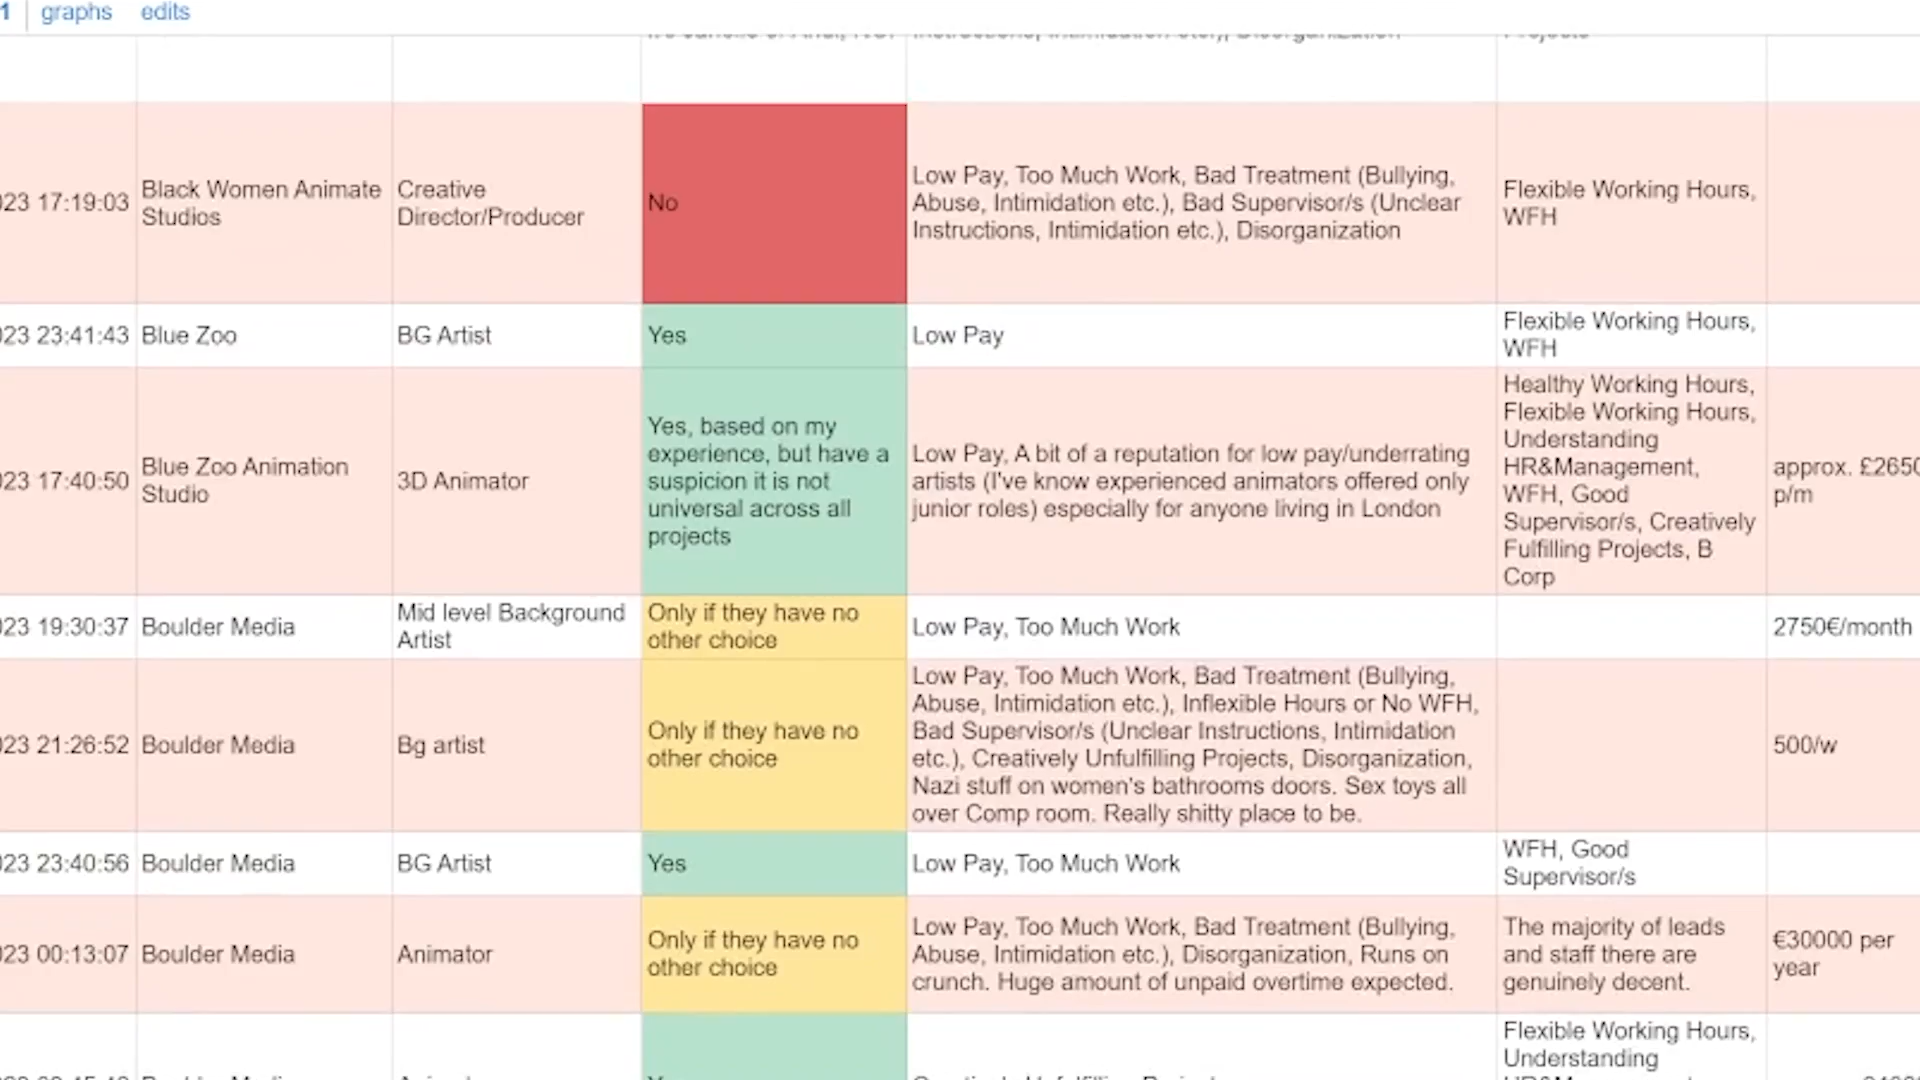 1 graphs edits
023 17:19:03
Black Women Animate
Studios
Creative
Director/Producer
No
Low Pay, Too Much Work, Bad Treatment (Bullying,
Abuse, Intimidation etc.), Bad Supervisor/s (Unclear
Instructions, Intimidation etc.), Disorganization
Flexible Working Hours,
WFH
023 23:41:43
Blue Zoo
BG Artist
Yes
Low Pay
Flexible Working Hours,
WFH
023 17:40:50
Blue Zoo Animation
Studio
3D Animator
Yes, based on my
experience, but have a
suspicion it is not
universal across all
projects
Low Pay, A bit of a reputation for low pay/underrating
artists (I've know experienced animators offered only
junior roles) especially for anyone living in London
Healthy Working Hours,
Flexible Working Hours,
Understanding
HR&Management,
WFH, Good
Supervisor/s, Creatively
Fulfilling Projects, B
Corp
approx. £2650
p/m
023 19:30:37
Boulder Media
Mid level Background
Artist
Only if they have no
other choice
Low Pay, Too Much Work
2750€/month
023 21:26:52
Boulder Media
Bg artist
Only if they have no
other choice
Low Pay, Too Much Work, Bad Treatment (Bullying,
Abuse, Intimidation etc.), Inflexible Hours or No WFH,
Bad Supervisor/s (Unclear Instructions, Intimidation
etc.), Creatively Unfulfilling Projects, Disorganization,
Nazi stuff on women's bathrooms doors. Sex toys all
over Comp room. Really shitty place to be.
500/w
023 23:40:56
Boulder Media
BG Artist
Yes
Low Pay, Too Much Work
WFH, Good
Supervisor/s
023 00:13:07
Boulder Media
Animator
Only if they have no
other choice
Low Pay, Too Much Work, Bad Treatment (Bullying,
Abuse, Intimidation etc.), Disorganization, Runs on
crunch. Huge amount of unpaid overtime expected.
The majority of leads
and staff there are
genuinely decent.
€30000 per
year
Flexible Working Hours,
Understanding